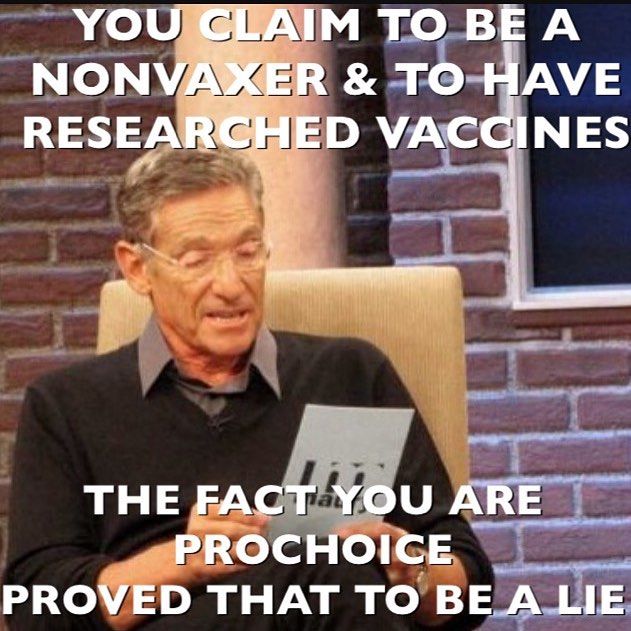 YOU CLAIM TO BE A
NONVAXER & TO HAVE
RESEARCHED VACCINES
THE FACT YOU ARE
PROCHOICE
PROVED THAT TO BE A LIE